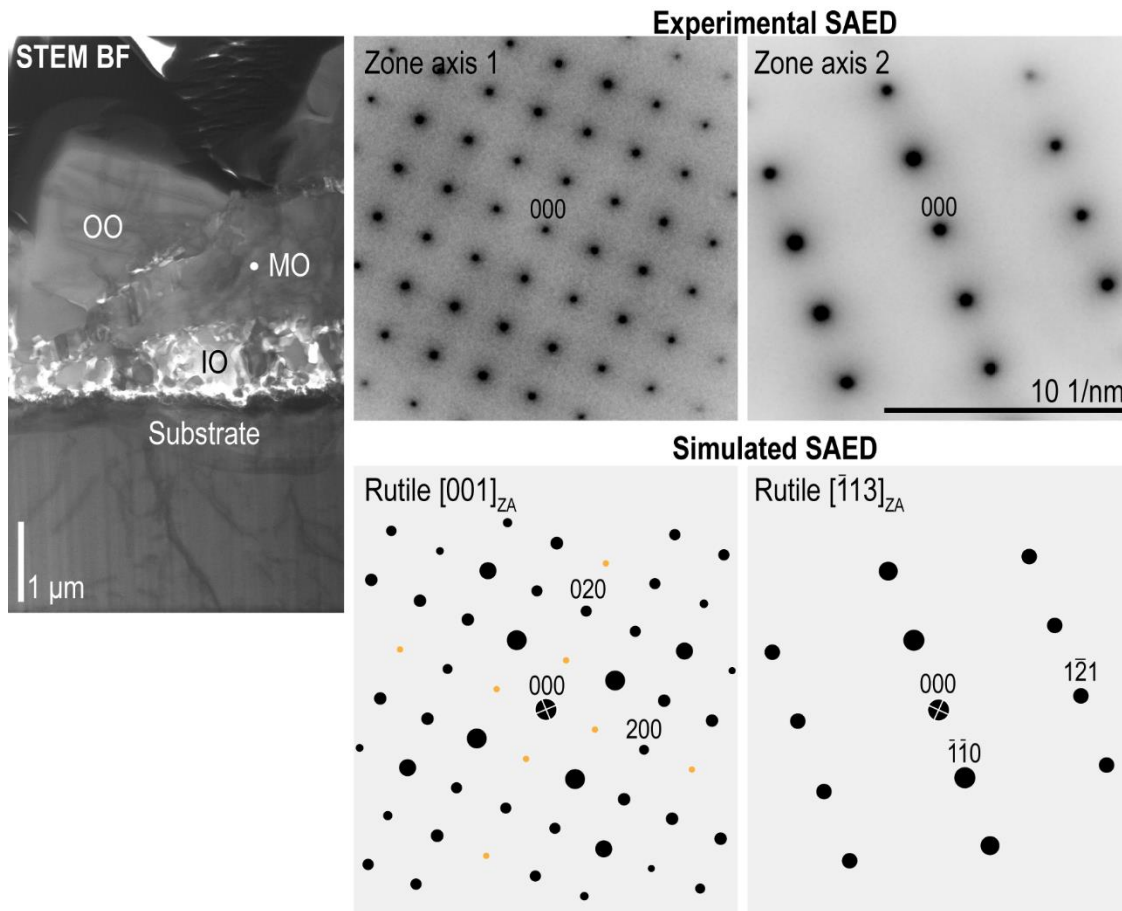 Experimental SAED
STEM BF
Zone axis 1
Zone axis 2
OO
MO
IO
Substrate
1 µm
000
000
10 1/nm
Simulated SAED
Rutile [001]ZA
Rutile [1̄13]ZA
020
000
200
000
12̄1
1̄1̄0